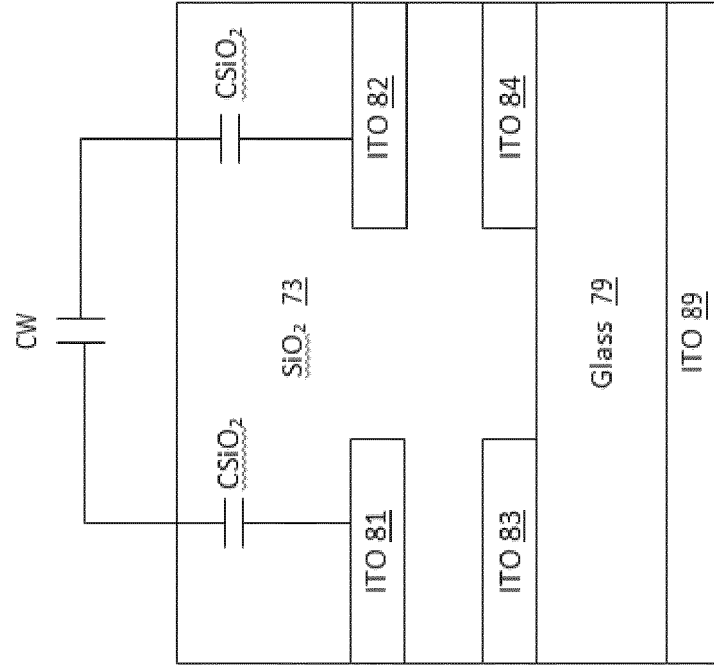 CW
CSiO₂ CSiO₂
SiO₂ 73
ITO 81 ITO 82
ITO 83 ITO 84
Glass 79
ITO 89